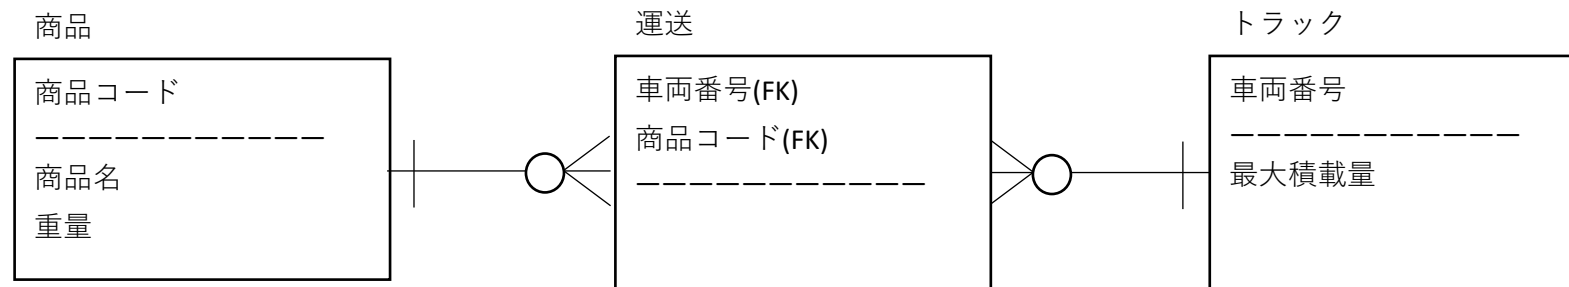 商品
商品コード
商品名
重量
運送
車両番号(FK)
商品コード(FK)
トラック
車両番号
最大積載量